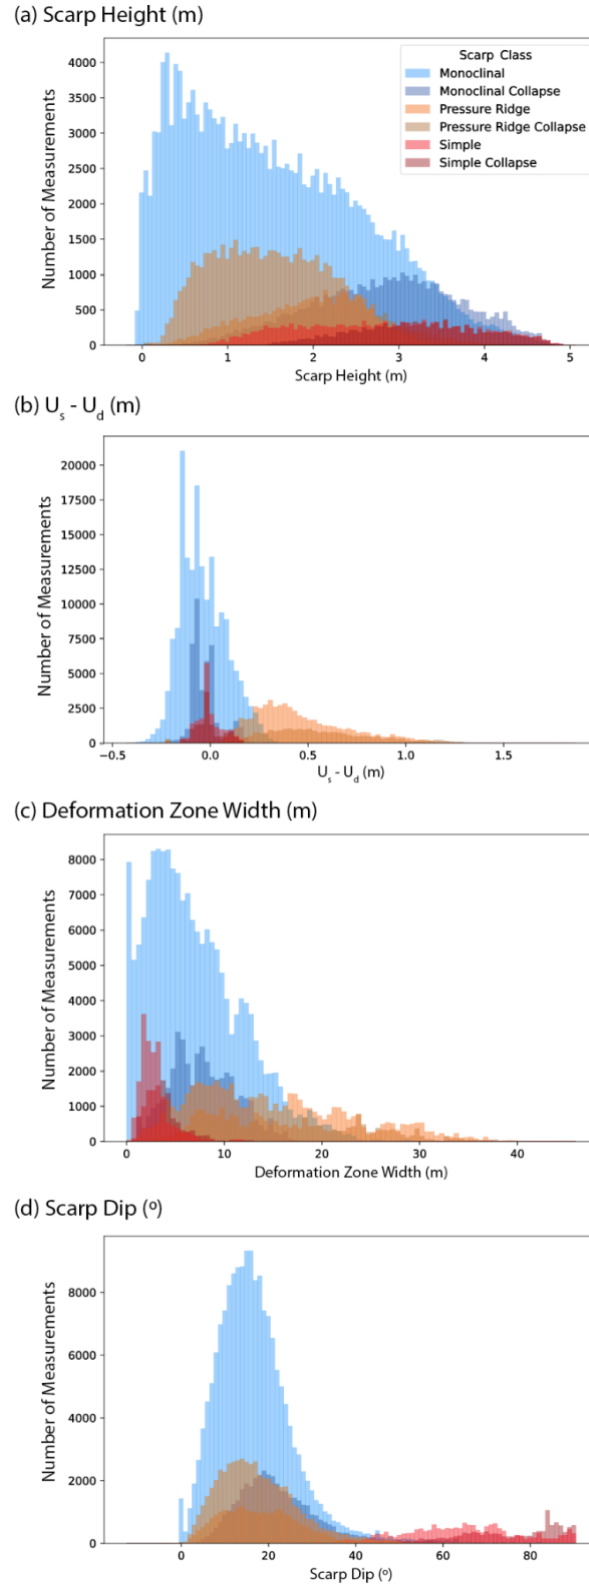 (a) Scarp Height (m)
Number of Measurements
4000
3500
3000
2500
2000
1500
1000
500
0
Scarp Class
Monoclinal
Monoclinal Collapse
Pressure Ridge
Pressure Ridge Collapse
Simple
Simple Collapse
0 1 2 3 4 5
Scarp Height (m)
(b) Us - Ud (m)
Number of Measurements
20000
17500
15000
12500
10000
7500
5000
2500
0
−0.5 0.0 0.5 1.0 1.5
Us - Ud (m)
(c) Deformation Zone Width (m)
Number of Measurements
8000
7000
6000
5000
4000
3000
2000
1000
0
0 10 20 30 40
Deformation Zone Width (m)
(d) Scarp Dip (º)
Number of Measurements
8000
6000
4000
2000
0
0 20 40 60 80
Scarp Dip (º)